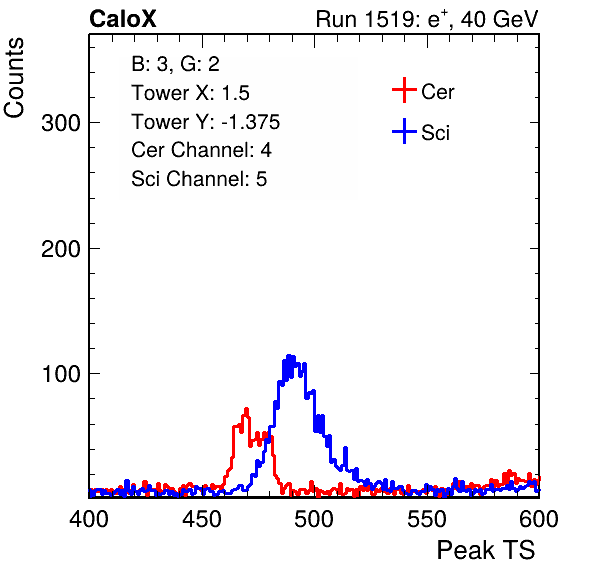 CaloX Run 1519: e⁺, 40 GeV
Counts
B: 3, G: 2
Tower X: 1.5
Tower Y: -1.375
Cer Channel: 4
Sci Channel: 5
Cer
Sci
300
200
100
400 450 500 550 600
Peak TS